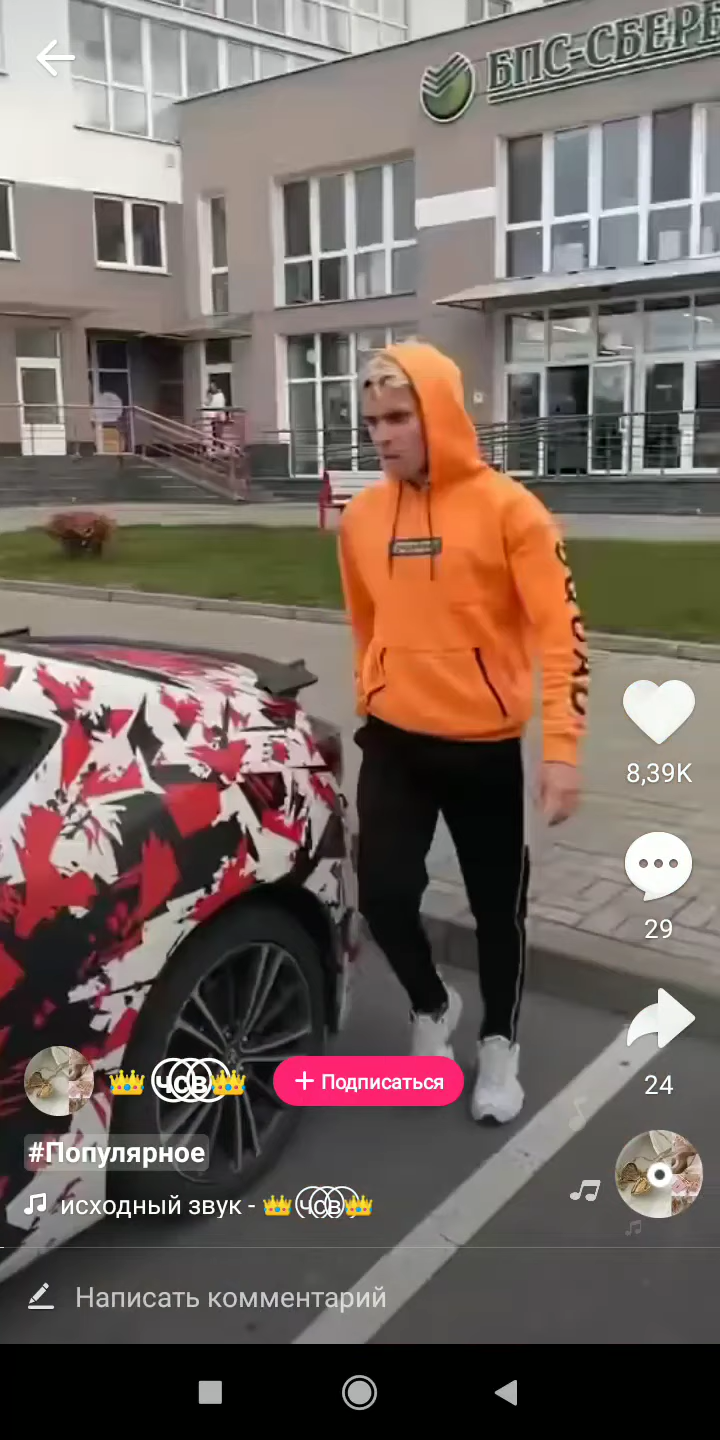 БПС-СБЕРБ
8,39K
29
24
👑ЧСВ👑
+ Подписаться
#Популярное
исходный звук - 👑ЧСВ👑
Написать комментарий